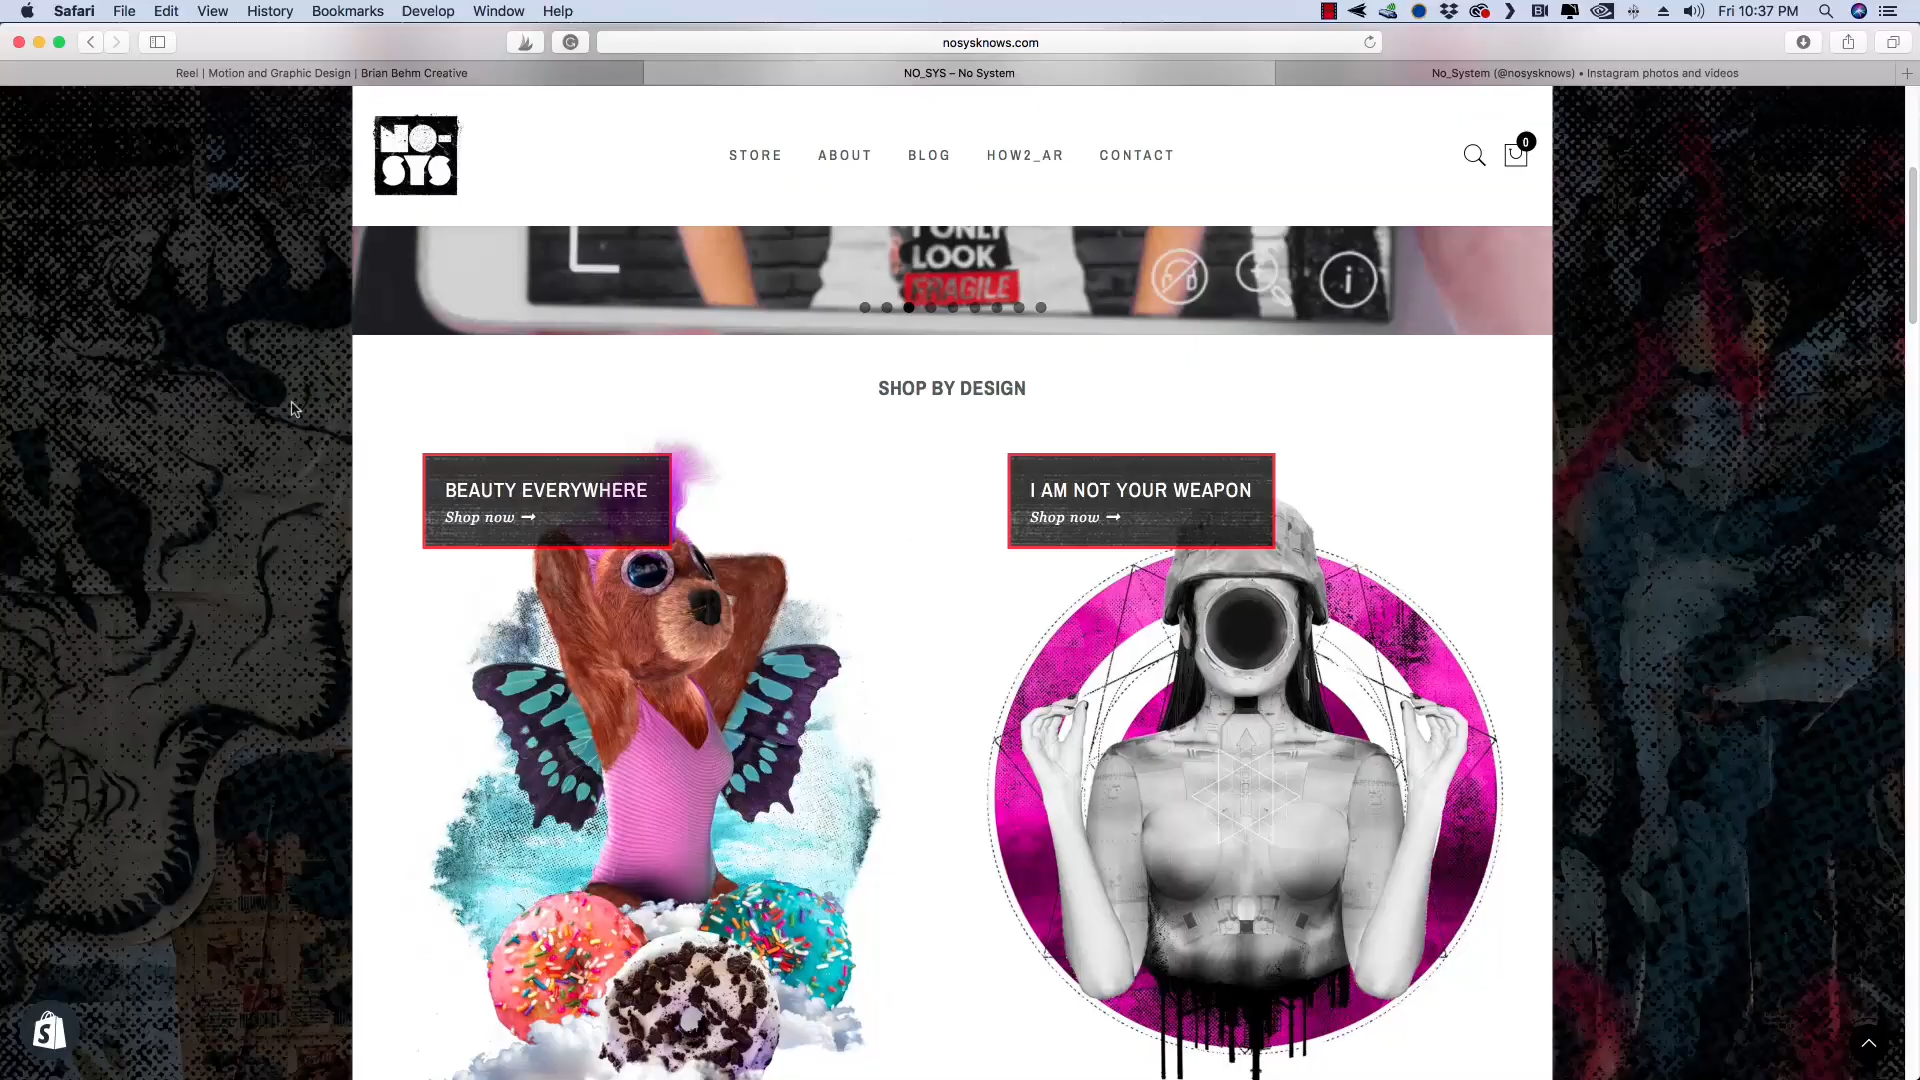 Safari File Edit View History Bookmarks Develop Window Help Fri 10:37 PM
nosysknows.com
Reel | Motion and Graphic Design | Brian Behm Creative NO_SYS – No System No_System (@nosysknows) • Instagram photos and videos
NO-
SYS
STORE ABOUT BLOG HOW2_AR CONTACT
0
I ONLY
LOOK
FRAGILE
SHOP BY DESIGN
BEAUTY EVERYWHERE
Shop now →
I AM NOT YOUR WEAPON
Shop now →